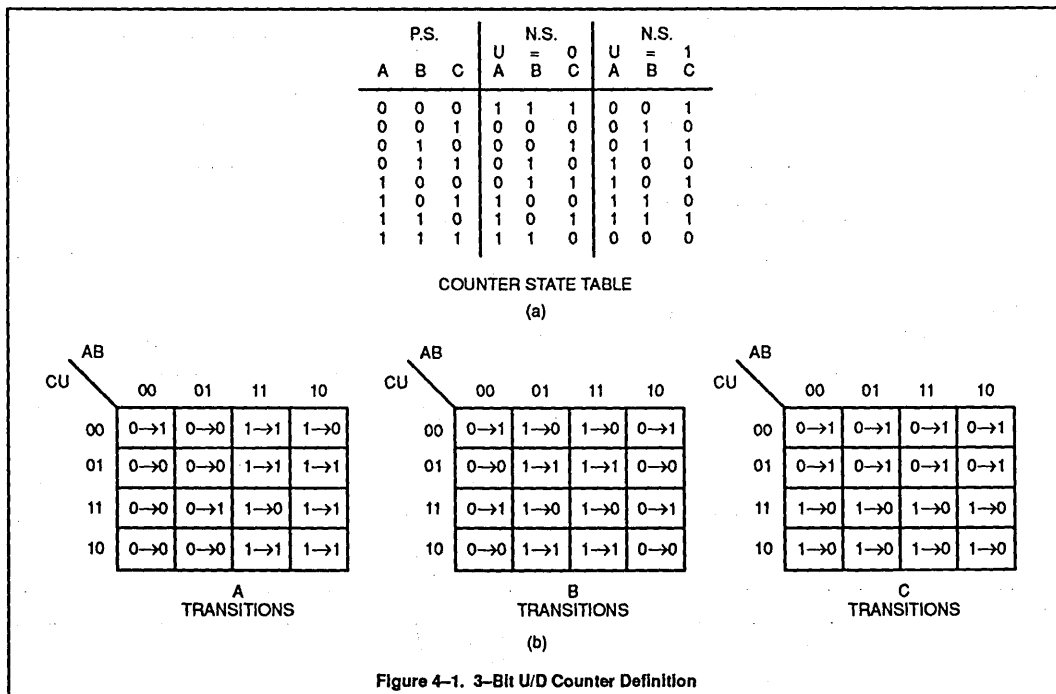 P.S. N.S. N.S.
U = 0 U = 1
A B C A B C A B C
0 0 0 1 1 1 0 0 1
0 0 1 0 0 0 0 1 0
0 1 0 0 0 1 0 1 1
0 1 1 0 1 0 1 0 0
1 0 0 0 1 1 1 0 1
1 0 1 1 0 0 1 1 0
1 1 0 1 0 1 1 1 1
1 1 1 1 1 0 0 0 0
COUNTER STATE TABLE
(a)
AB
CU
00 01 11 10
00 0→1 0→0 1→1 1→0
01 0→0 0→0 1→1 1→1
11 0→0 0→1 1→0 1→1
10 0→0 0→0 1→1 1→1
A
TRANSITIONS
AB
CU
00 01 11 10
00 0→1 1→0 1→0 0→1
01 0→0 1→1 1→1 0→0
11 0→1 1→0 1→0 0→1
10 0→0 1→1 1→1 0→0
B
TRANSITIONS
AB
CU
00 01 11 10
00 0→1 0→1 0→1 0→1
01 0→1 0→1 0→1 0→1
11 1→0 1→0 1→0 1→0
10 1→0 1→0 1→0 1→0
C
TRANSITIONS
(b)
Figure 4–1. 3–Bit U/D Counter Definition